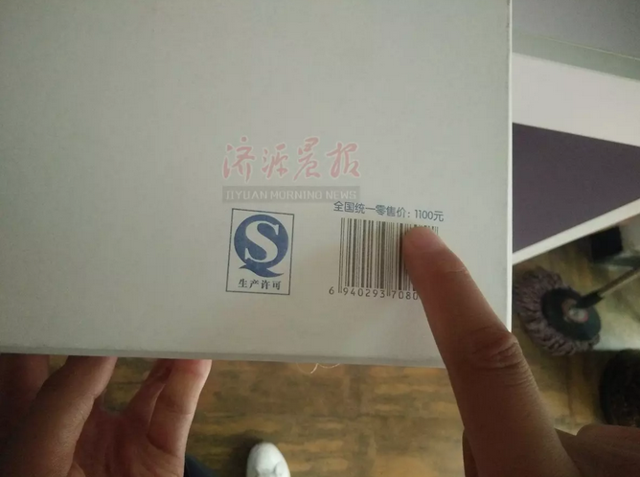 济源晨报
JIYUAN MORNING NEWS
全国统一零售价：1100元
QS
生产许可
6 940293 7080